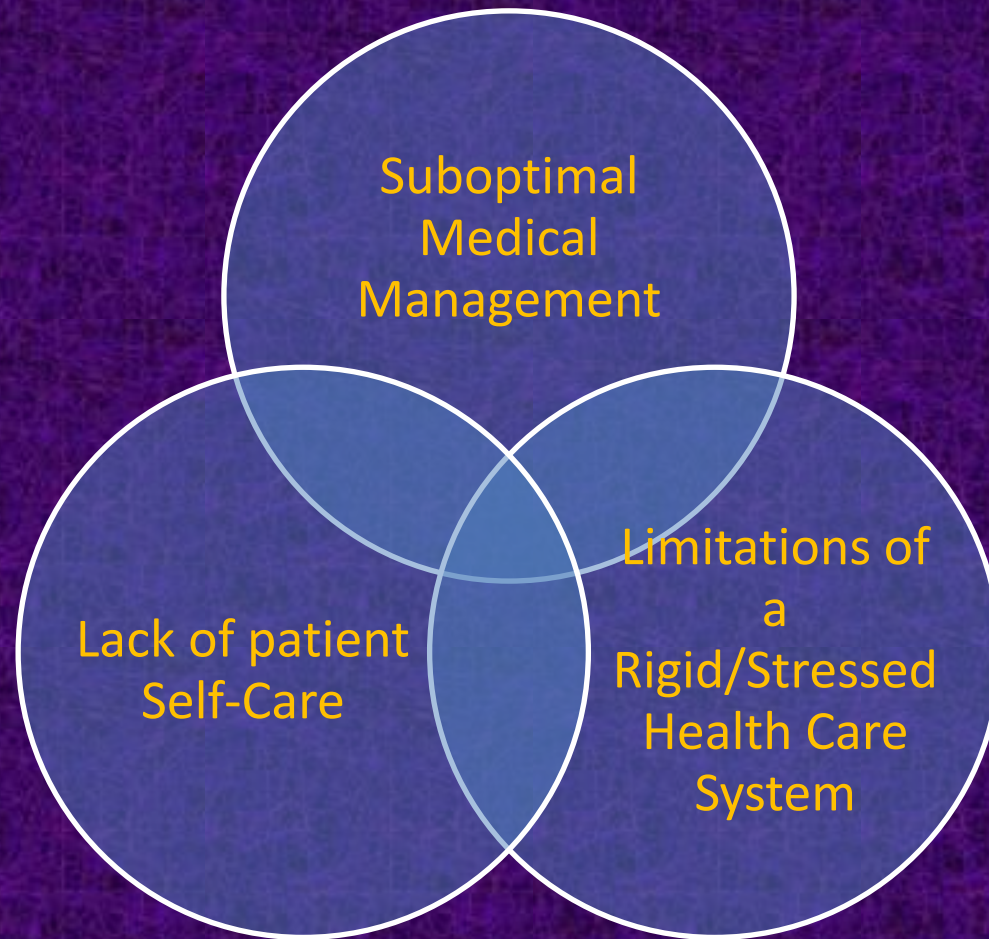 Suboptimal
Medical
Management
Lack of patient
Self-Care
Limitations of
a
Rigid/Stressed
Health Care
System